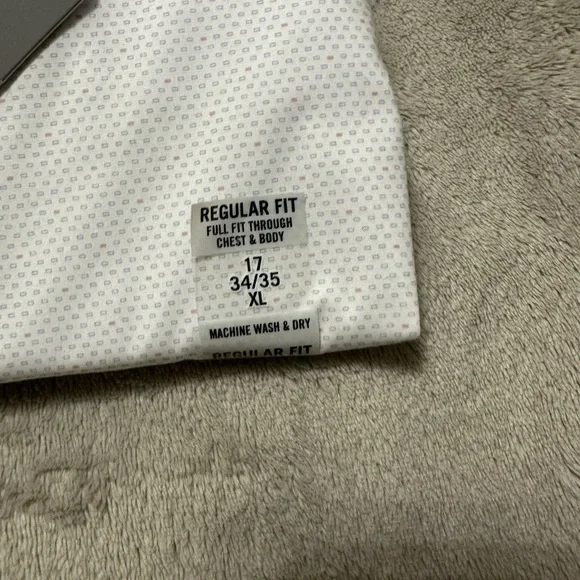 REGULAR FIT
FULL FIT THROUGH
CHEST & BODY
17
34/35
XL
MACHINE WASH & DRY
REGULAR FIT